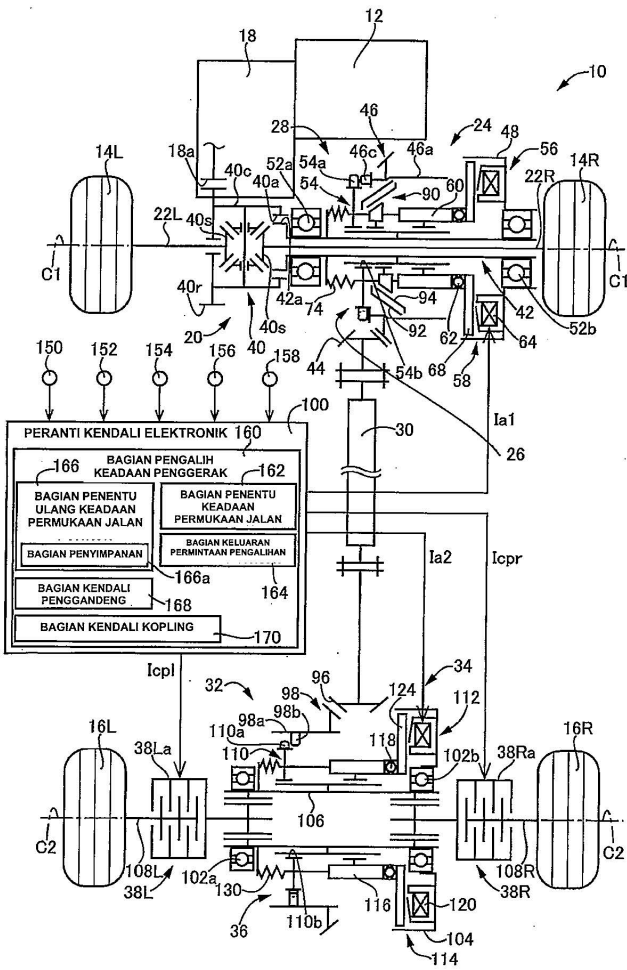 12
18
10
46
24
28
46c
46a
48
56
54a
14L
18a
40c
52a
54
90
60
14R
22R
40a
22L
40s
C1
C1
40r
42a
74
94
42
52b
20
40
40s
92
62
64
44
54b
68
58
150
152
154
156
158
100
30
26
Ia1
PERANTI KENDALI ELEKTRONIK
160
BAGIAN PENGALIH
KEADAAN PENGGERAK
166
162
BAGIAN PENENTU
ULANG KEADAAN
PERMUKAAN JALAN
BAGIAN PENENTU
KEADAAN
PERMUKAAN JALAN
BAGIAN KELUARAN
PERMINTAAN PENGALIHAN
BAGIAN PENYIMPANAN
166a
164
BAGIAN KENDALI
PENGGANDENG
168
BAGIAN KENDALI KOPLING
170
Ia2
Icpr
Icpl
34
32
96
124
98
98a
98b
112
110a
110
118
102b
16L
38La
38Ra
16R
106
C2
C2
108L
38L
102a
130
36
110b
116
120
108R
38R
104
114